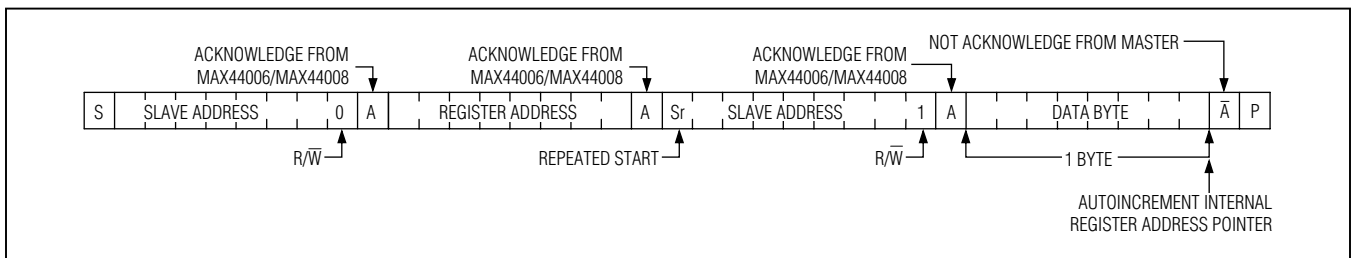 ACKNOWLEDGE FROM
MAX44006/MAX44008
ACKNOWLEDGE FROM
MAX44006/MAX44008
ACKNOWLEDGE FROM
MAX44006/MAX44008
NOT ACKNOWLEDGE FROM MASTER
S SLAVE ADDRESS 0 A REGISTER ADDRESS A Sr SLAVE ADDRESS 1 A DATA BYTE A̅ P
R/W̅
REPEATED START
R/W̅
1 BYTE
AUTOINCREMENT INTERNAL
REGISTER ADDRESS POINTER